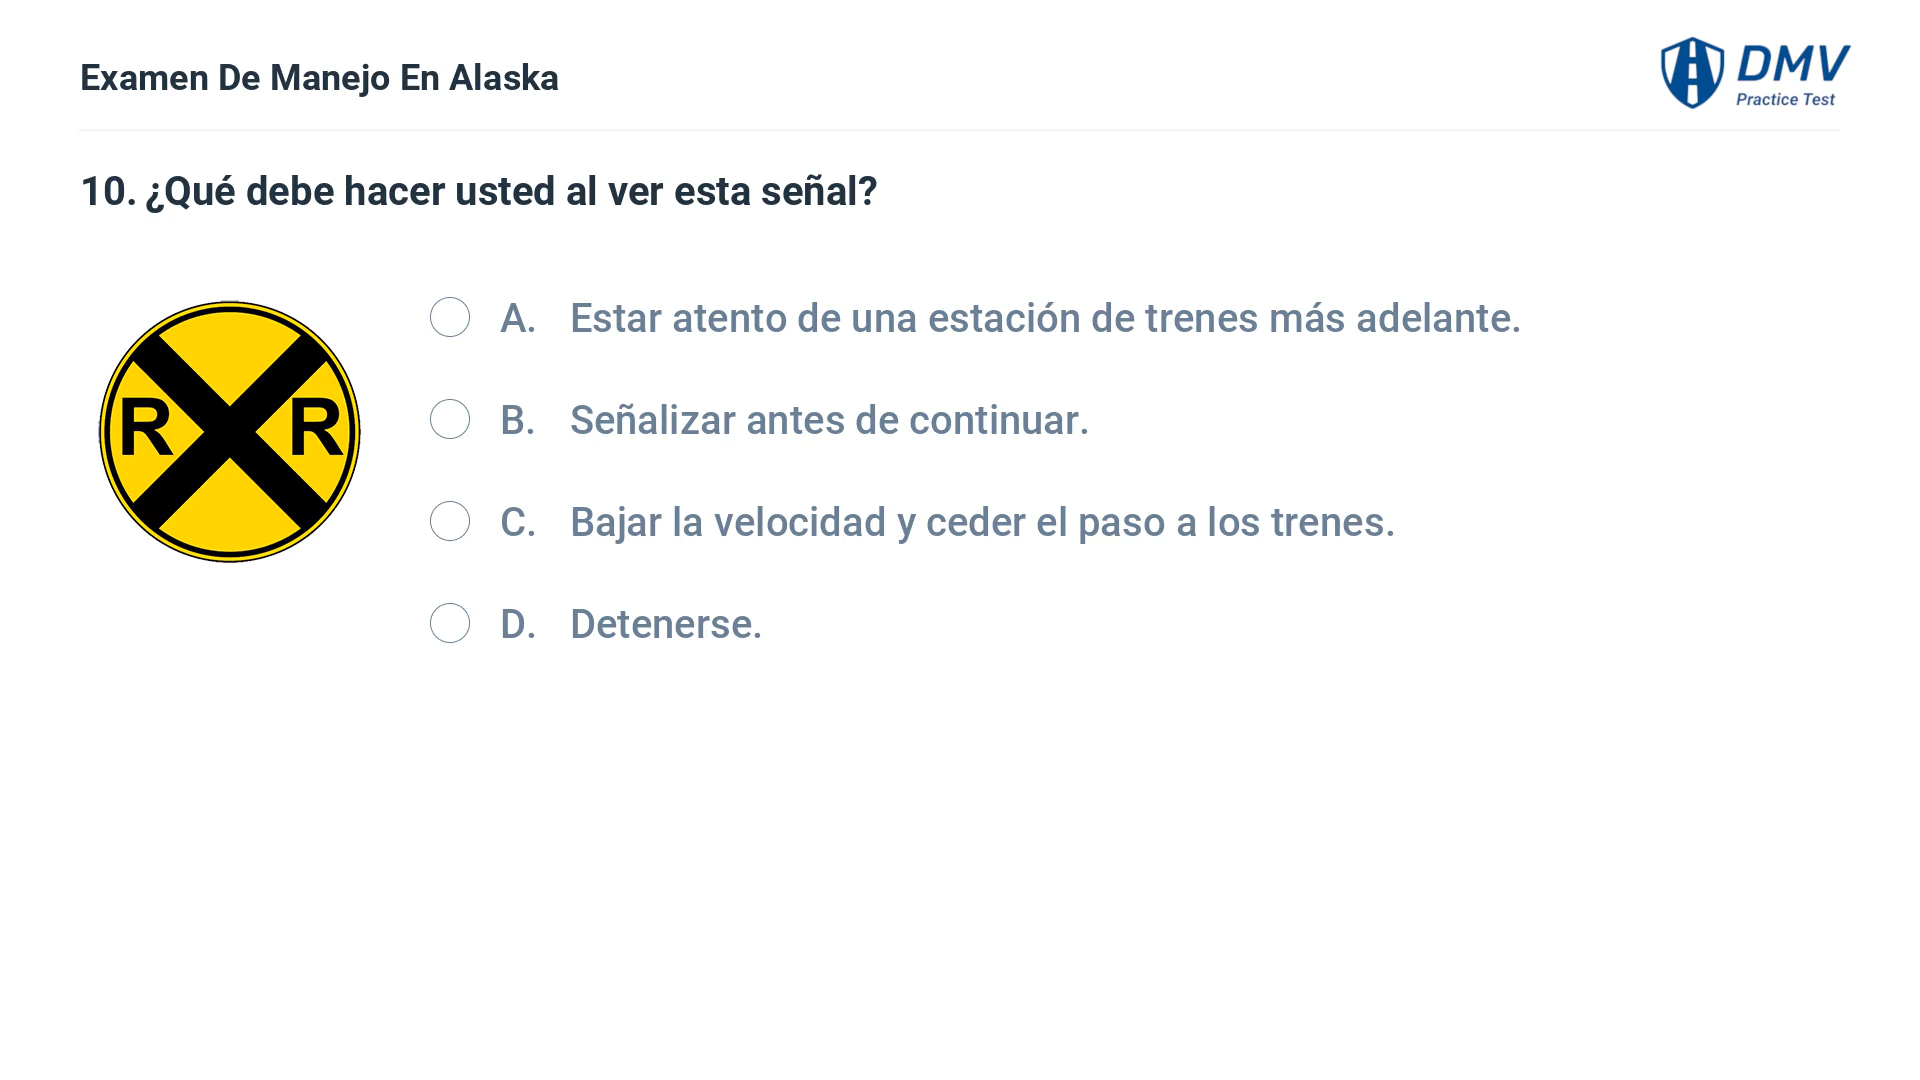 Examen De Manejo En Alaska
DMV
Practice Test
10. ¿Qué debe hacer usted al ver esta señal?
R R
A. Estar atento de una estación de trenes más adelante.
B. Señalizar antes de continuar.
C. Bajar la velocidad y ceder el paso a los trenes.
D. Detenerse.